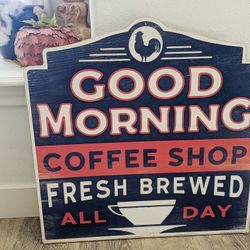 GOOD
MORNING
COFFEE SHOP
FRESH BREWED
ALL DAY